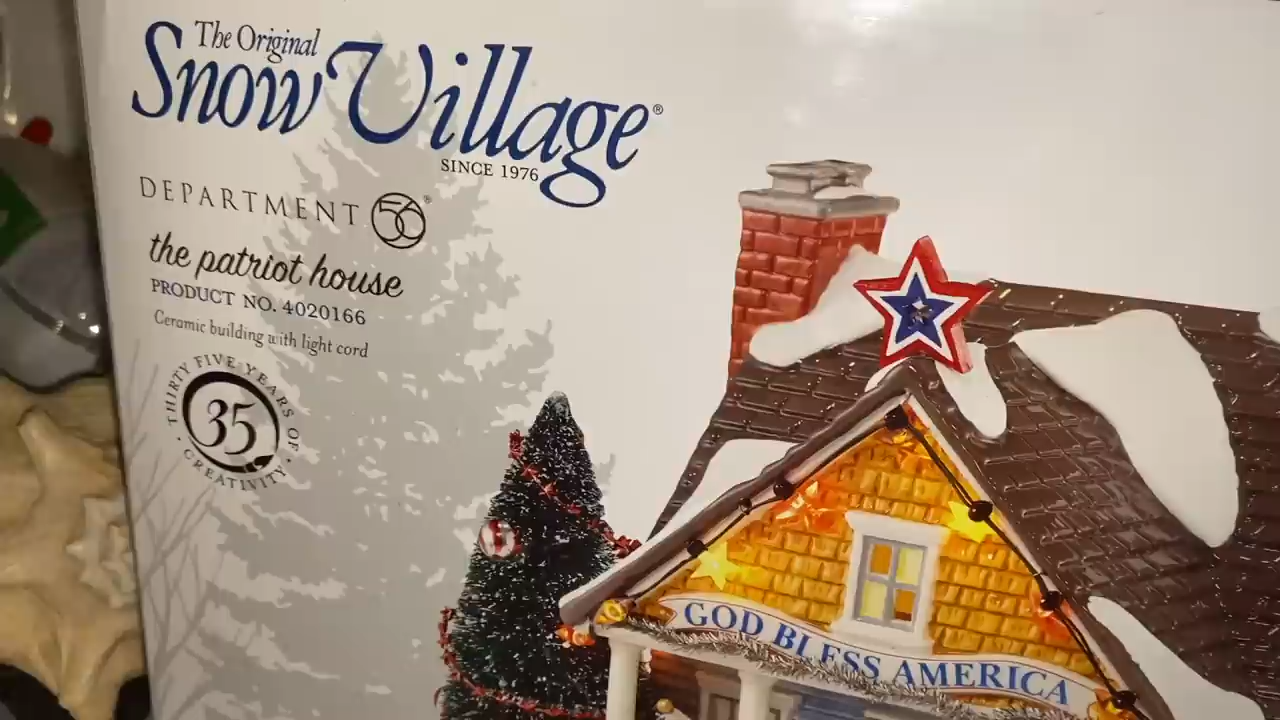 The Original
Snow Village®
SINCE 1976
DEPARTMENT 56®
the patriot house
PRODUCT NO. 4020166
Ceramic building with light cord
THIRTY FIVE YEARS OF
35
CREATIVITY
GOD BLESS AMERICA